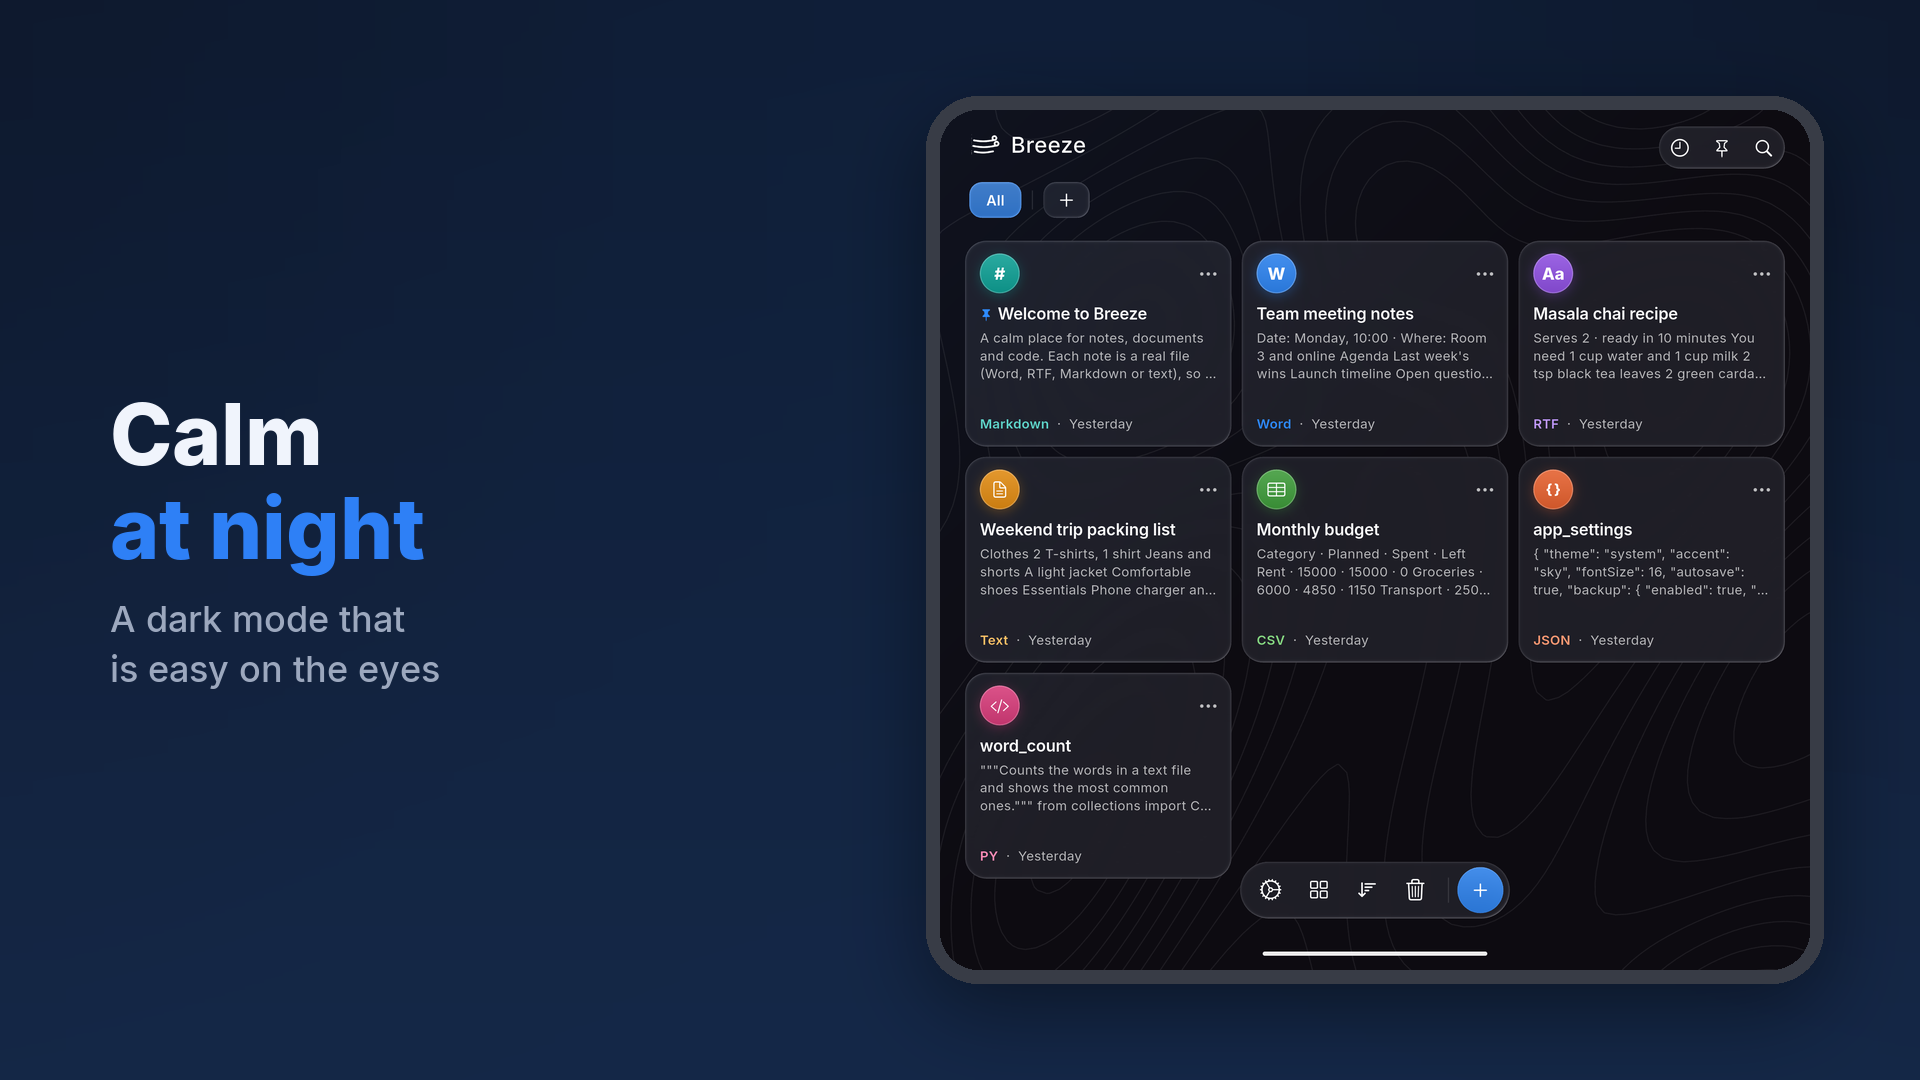 Calm
at night
A dark mode that
is easy on the eyes
Breeze
All
#
Welcome to Breeze
A calm place for notes, documents
and code. Each note is a real file
(Word, RTF, Markdown or text), so ...
Markdown · Yesterday
W
Team meeting notes
Date: Monday, 10:00 · Where: Room
3 and online Agenda Last week's
wins Launch timeline Open questio...
Word · Yesterday
Aa
Masala chai recipe
Serves 2 · ready in 10 minutes You
need 1 cup water and 1 cup milk 2
tsp black tea leaves 2 green carda...
RTF · Yesterday
Weekend trip packing list
Clothes 2 T-shirts, 1 shirt Jeans and
shorts A light jacket Comfortable
shoes Essentials Phone charger an...
Text · Yesterday
Monthly budget
Category · Planned · Spent · Left
Rent · 15000 · 15000 · 0 Groceries ·
6000 · 4850 · 1150 Transport · 250...
CSV · Yesterday
{}
app_settings
{ "theme": "system", "accent":
"sky", "fontSize": 16, "autosave":
true, "backup": { "enabled": true, "...
JSON · Yesterday
</>
word_count
"""Counts the words in a text file
and shows the most common
ones.""" from collections import C...
PY · Yesterday